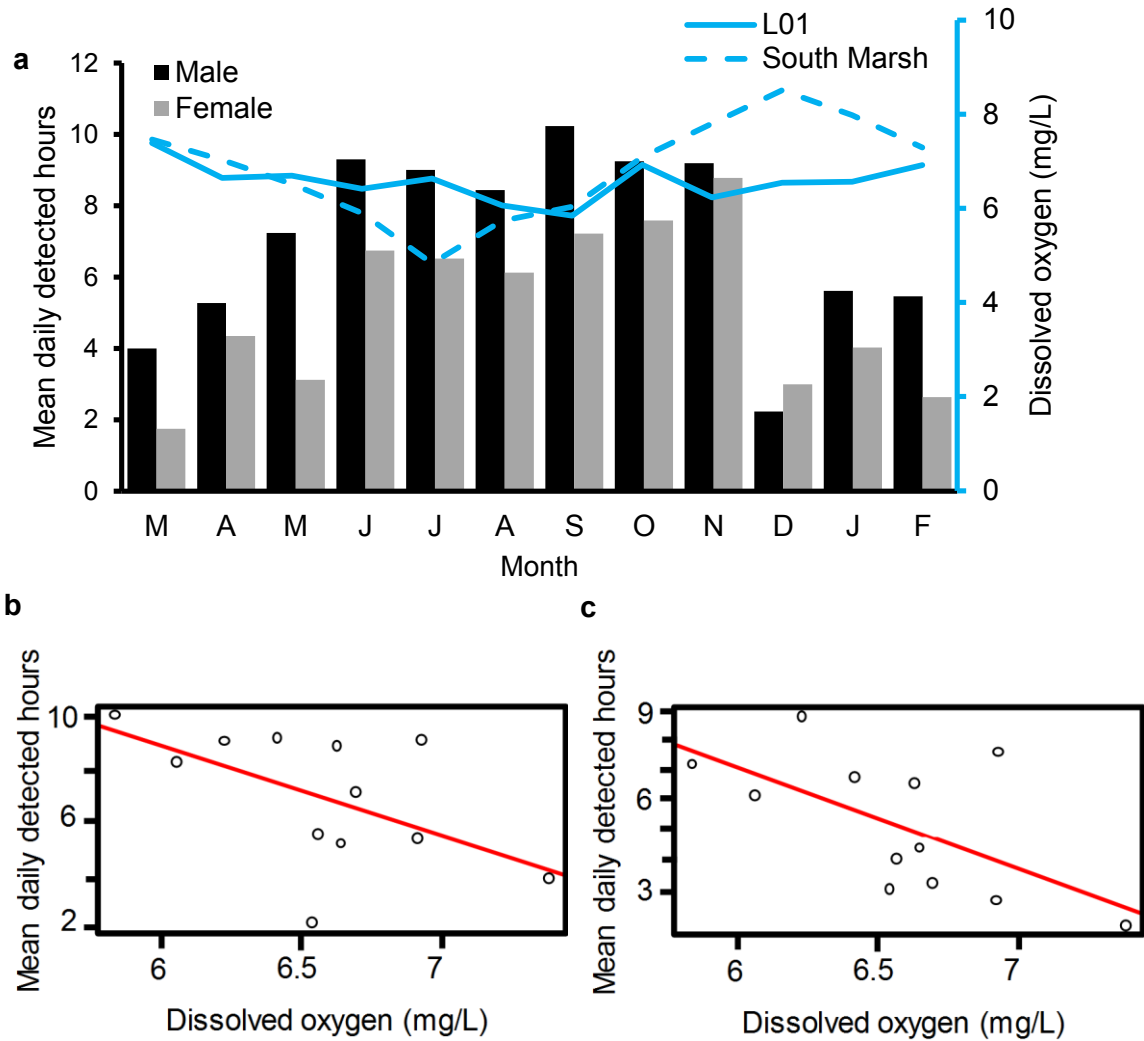 a
Male
Female
L01
South Marsh
Mean daily detected hours
12
10
8
6
4
2
0
Dissolved oxygen (mg/L)
10
8
6
4
2
0
M A M J J A S O N D J F
Month
b
Mean daily detected hours
10
6
2
6 6.5 7
Dissolved oxygen (mg/L)
c
Mean daily detected hours
9
6
3
6 6.5 7
Dissolved oxygen (mg/L)